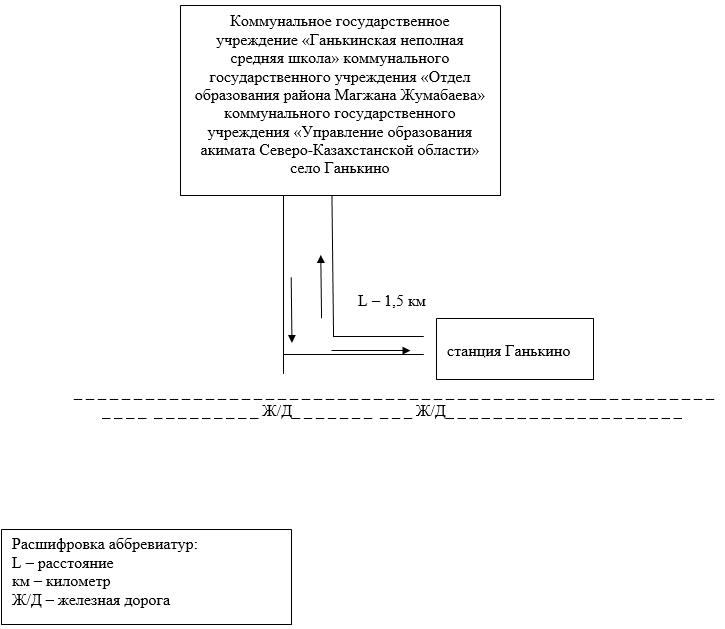 Коммунальное государственное
учреждение «Ганькинская неполная
средняя школа» коммунального
государственного учреждения «Отдел
образования района Магжана Жумабаева»
коммунального государственного
учреждения «Управление образования
акимата Северо-Казахстанской области»
село Ганькино
L – 1,5 км
станция Ганькино
Ж/Д Ж/Д
Расшифровка аббревиатур:
L – расстояние
км – километр
Ж/Д – железная дорога